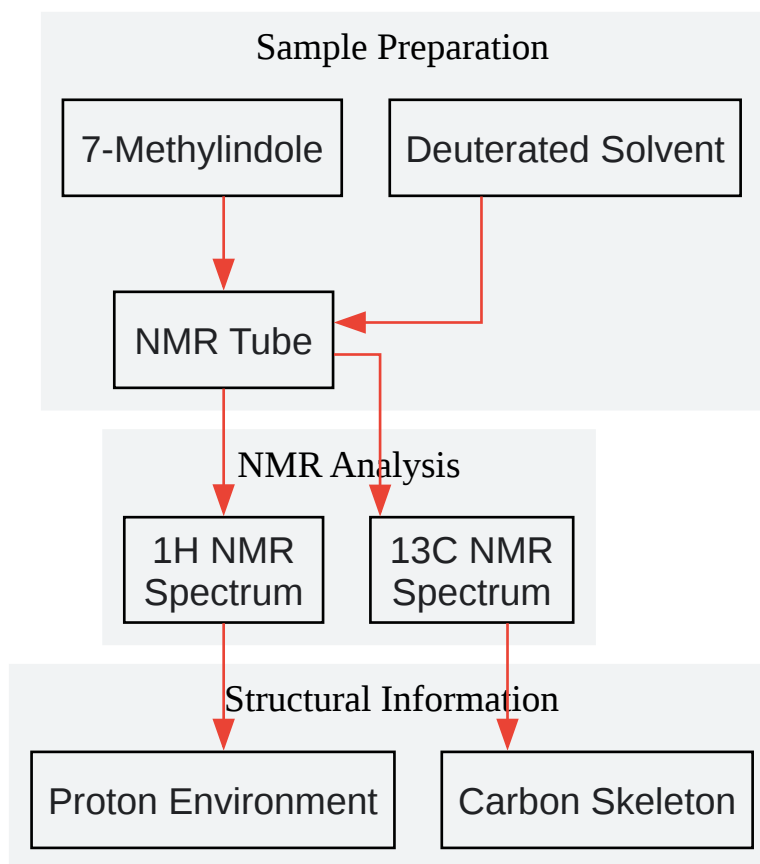 Sample Preparation
7-Methylindole
Deuterated Solvent
NMR Tube
NMR Analysis
1H NMR
Spectrum
13C NMR
Spectrum
Structural Information
Proton Environment
Carbon Skeleton